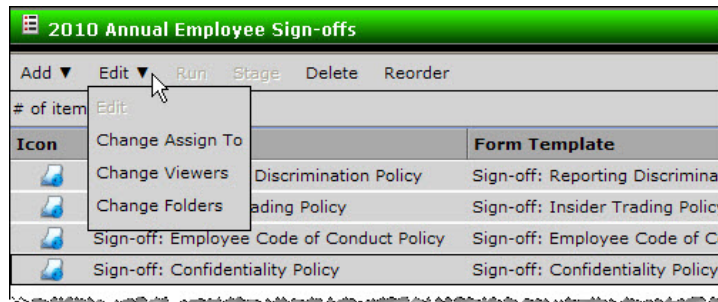 2010 Annual Employee Sign-offs
Add ▼ Edit ▼ Run Stage Delete Reorder
# of item
Edit
Change Assign To
Change Viewers
Change Folders
Icon Form Template
Discrimination Policy Sign-off: Reporting Discrimina
ading Policy Sign-off: Insider Trading Policy
Sign-off: Employee Code of Conduct Policy Sign-off: Employee Code of C
Sign-off: Confidentiality Policy Sign-off: Confidentiality Policy